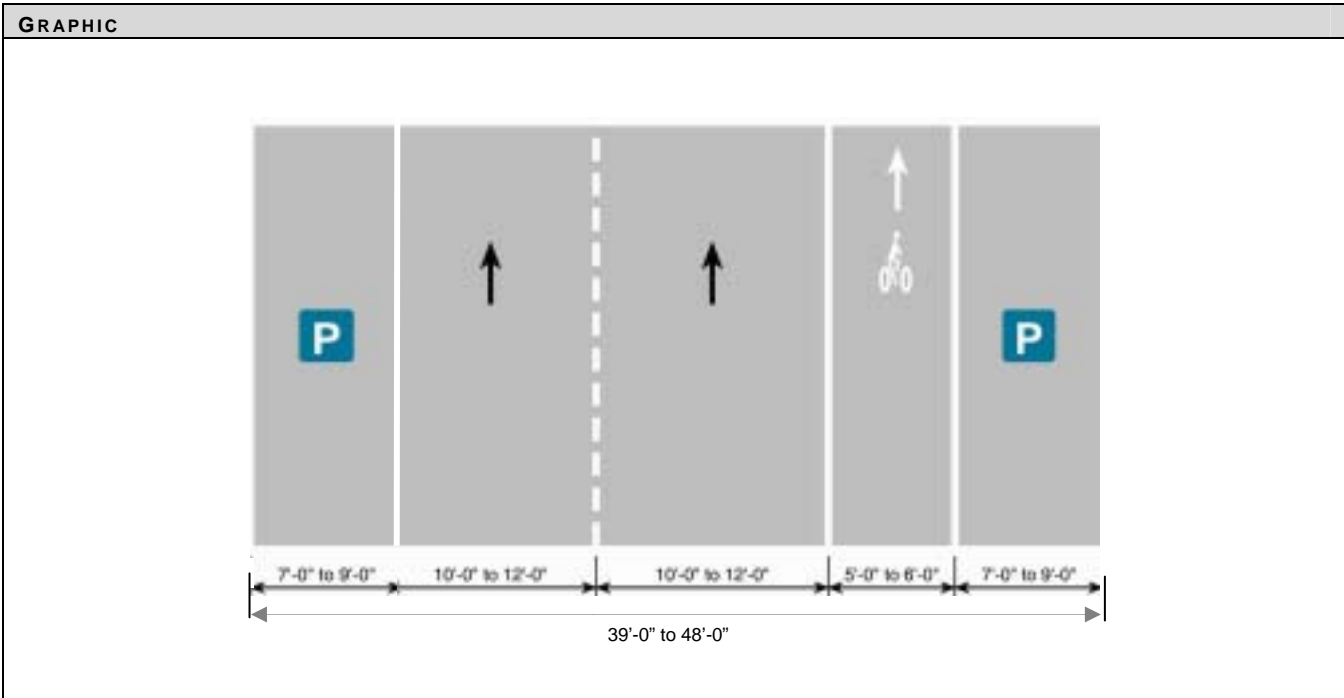 GRAPHIC
P
P
7'-0" to 9'-0" 10'-0" to 12'-0" 10'-0" to 12'-0" 5'-0" to 6'-0" 7'-0" to 9'-0"
39’-0” to 48’-0”